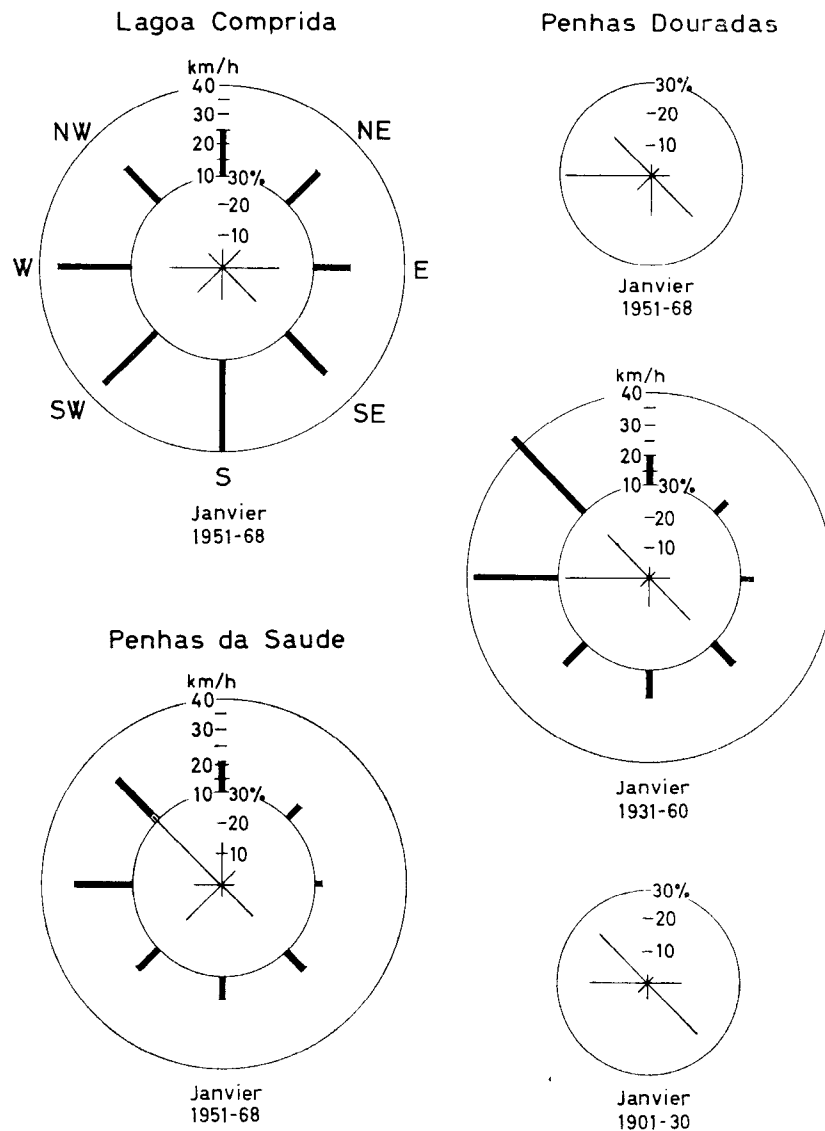 Lagoa Comprida
km/h
40
30
20
10
30%
20
10
NW
NE
W
E
SW
SE
S
Janvier
1951-68
Penhas Douradas
30%
20
10
Janvier
1951-68
km/h
40
30
20
10
30%
20
10
Janvier
1931-60
30%
20
10
Janvier
1901-30
Penhas da Saude
km/h
40
30
20
10
30%
20
10
Janvier
1951-68